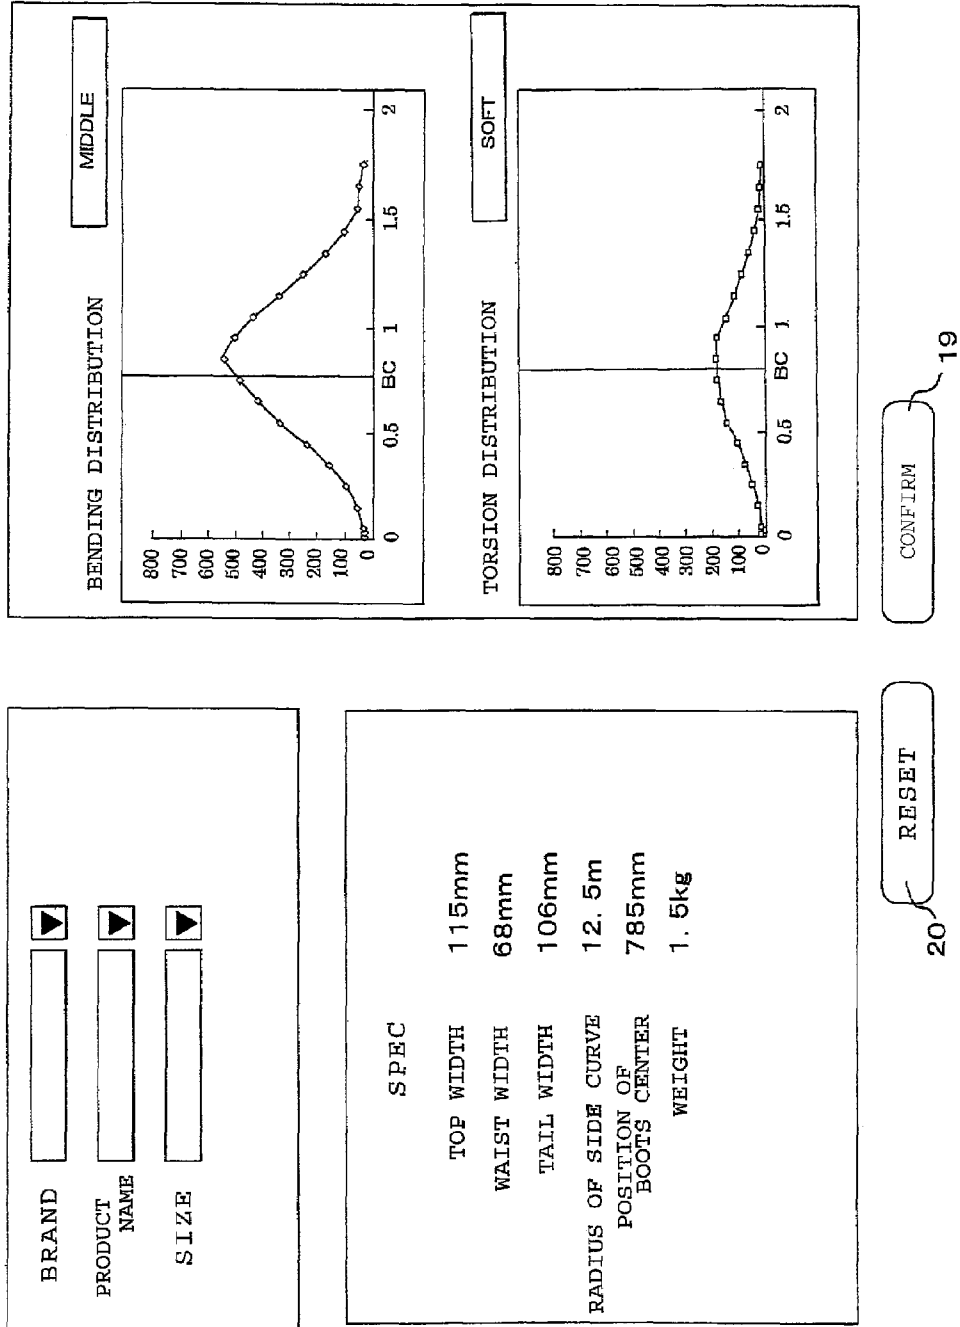 BRAND
PRODUCT
NAME
SIZE
SPEC
TOP WIDTH 115mm
WAIST WIDTH 68mm
TAIL WIDTH 106mm
RADIUS OF SIDE CURVE 12. 5m
POSITION OF
BOOTS CENTER 785mm
WEIGHT 1. 5kg
RESET
20
BENDING DISTRIBUTION
MIDDLE
800
700
600
500
400
300
200
100
0
0 0.5 BC 1 1.5 2
TORSION DISTRIBUTION
SOFT
800
700
600
500
400
300
200
100
0
0 0.5 BC 1 1.5 2
CONFIRM
19